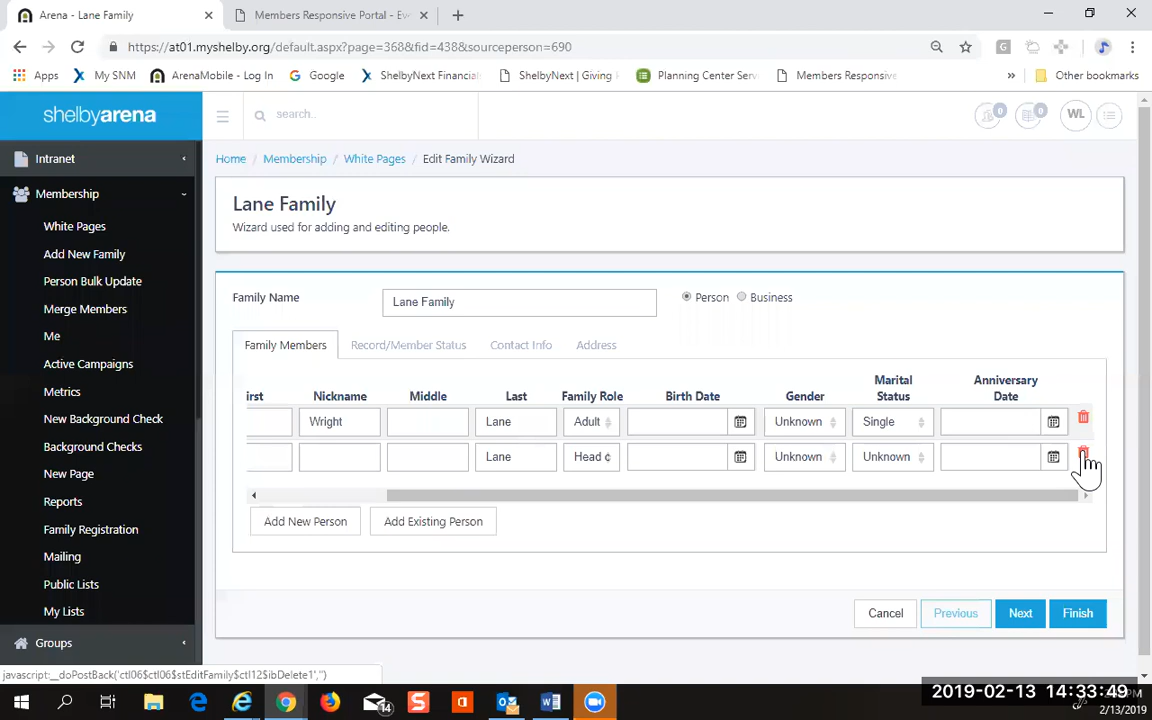 Arena - Lane Family
Members Responsive Portal - Eve
https://at01.myshelby.org/default.aspx?page=368&fid=438&sourceperson=690
Apps
My SNM
ArenaMobile - Log In
Google
ShelbyNext Financial
ShelbyNext | Giving
Planning Center Serv
Members Responsive
»
Other bookmarks
shelbyarena
search...
0
0
WL
Intranet
Membership
White Pages
Add New Family
Person Bulk Update
Merge Members
Me
Active Campaigns
Metrics
New Background Check
Background Checks
New Page
Reports
Family Registration
Mailing
Public Lists
My Lists
Groups
Home / Membership / White Pages / Edit Family Wizard
Lane Family
Wizard used for adding and editing people.
Family Name
Lane Family
Person
Business
Family Members
Record/Member Status
Contact Info
Address
irst
Nickname
Middle
Last
Family Role
Birth Date
Gender
Marital Status
Anniversary Date
Wright
Lane
Adult
Unknown
Single
Lane
Head
Unknown
Unknown
Add New Person
Add Existing Person
Cancel
Previous
Next
Finish
javascript:__doPostBack('ctl06$ctl06$stEditFamily$ctl12$ibDelete1','')
14
2019-02-13 14:33:49
2/13/2019